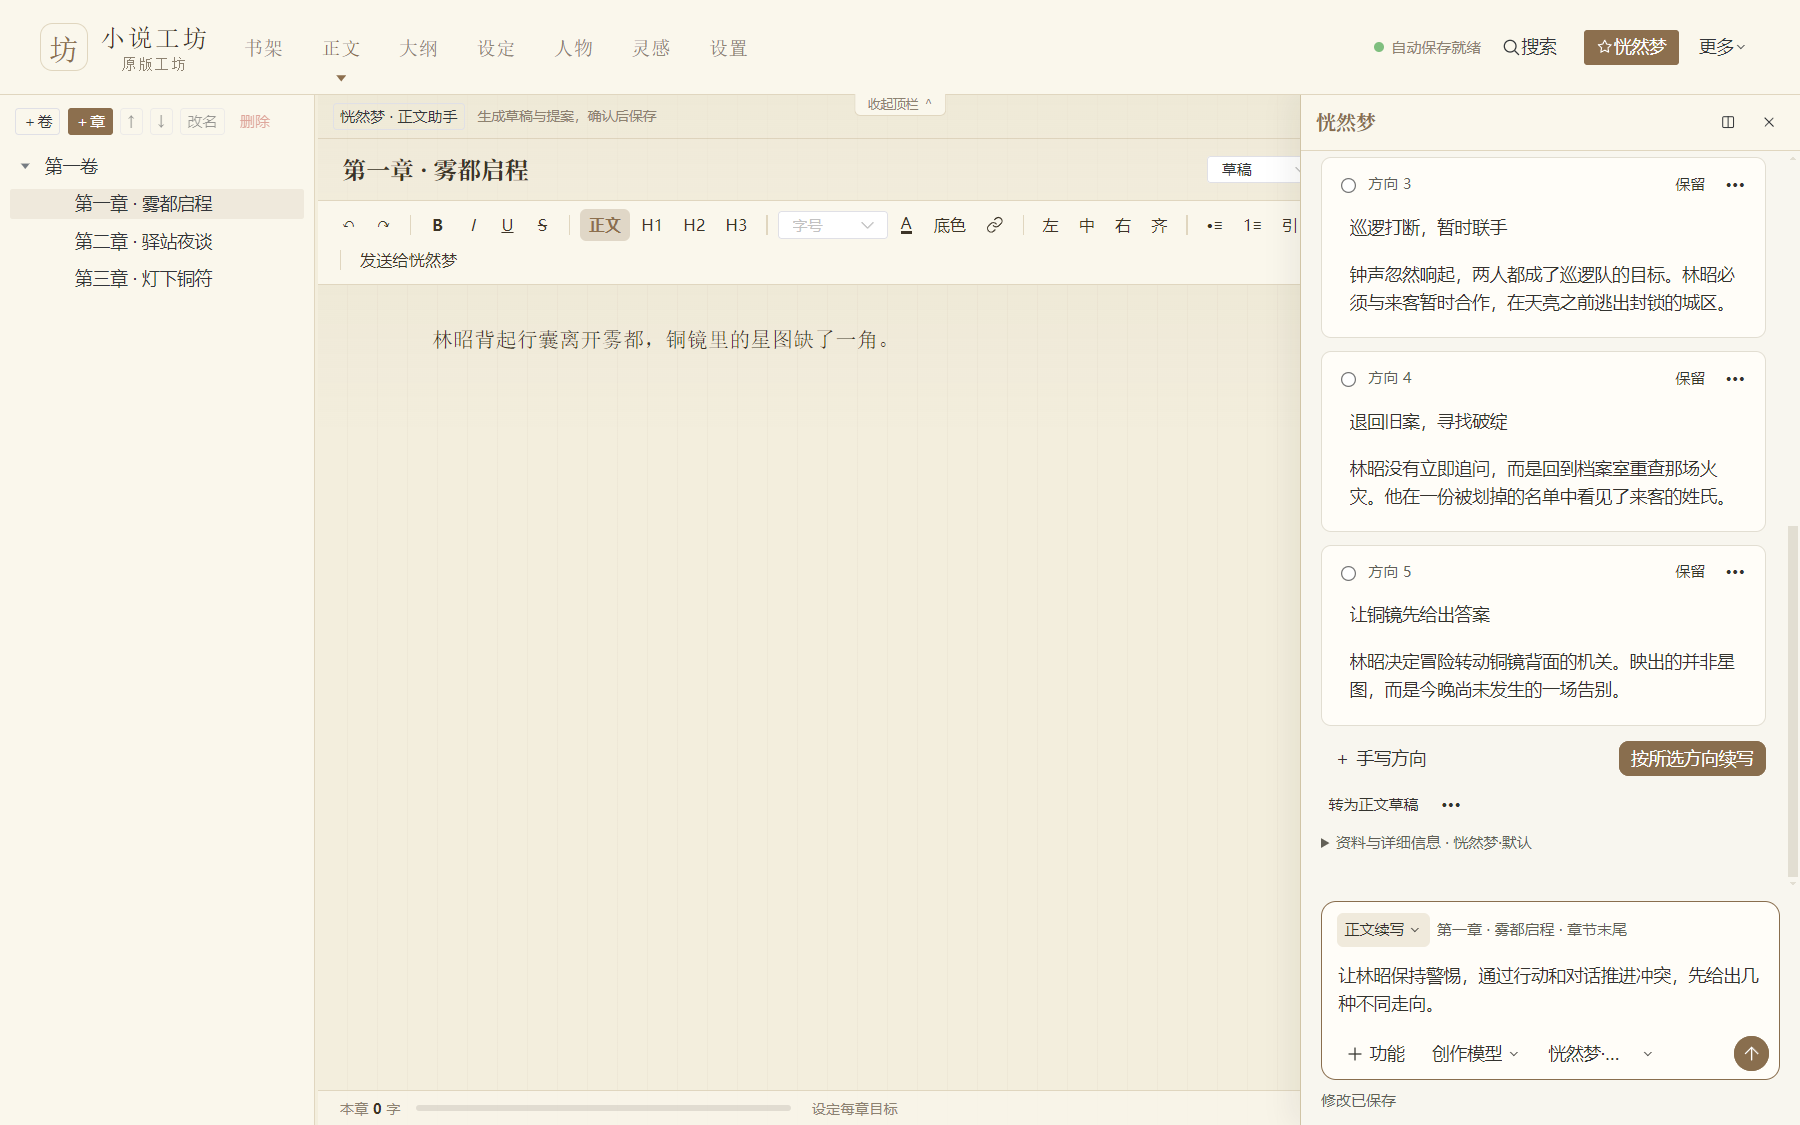 坊
小说工坊
原版工坊
书架 正文 大纲 设定 人物 灵感 设置
自动保存就绪 搜索 恍然梦 更多
+卷 +章 ↑ ↓ 改名 删除
第一卷
第一章 · 雾都启程
第二章 · 驿站夜谈
第三章 · 灯下铜符
恍然梦 · 正文助手 生成草稿与提案，确认后保存
收起顶栏 ^
第一章 · 雾都启程
草稿
B I U S 正文 H1 H2 H3 字号 A 底色 左 中 右 齐 •≡ 1≡ 引
发送给恍然梦
林昭背起行囊离开雾都，铜镜里的星图缺了一角。
本章 0 字 设定每章目标
恍然梦
方向 3 保留 •••
巡逻打断，暂时联手
钟声忽然响起，两人都成了巡逻队的目标。林昭必
须与来客暂时合作，在天亮之前逃出封锁的城区。
方向 4 保留 •••
退回旧案，寻找破绽
林昭没有立即追问，而是回到档案室重查那场火
灾。他在一份被划掉的名单中看见了来客的姓氏。
方向 5 保留 •••
让铜镜先给出答案
林昭决定冒险转动铜镜背面的机关。映出的并非星
图，而是今晚尚未发生的一场告别。
+ 手写方向 按所选方向续写
转为正文草稿 •••
资料与详细信息 · 恍然梦·默认
正文续写 第一章 · 雾都启程 · 章节末尾
让林昭保持警惕，通过行动和对话推进冲突，先给出几
种不同走向。
+ 功能 创作模型 恍然梦·...
修改已保存